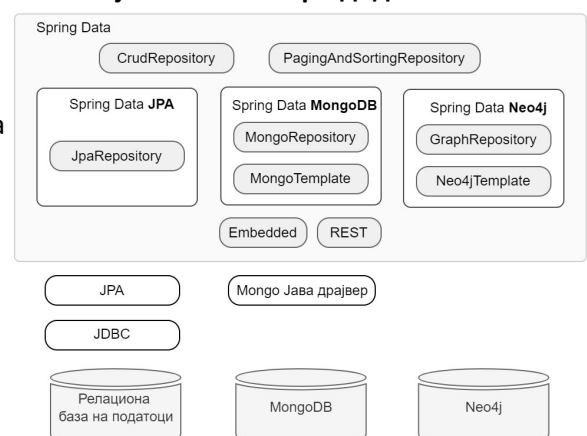 Spring Data
CrudRepository
PagingAndSortingRepository
Spring Data JPA
JpaRepository
Spring Data MongoDB
MongoRepository
MongoTemplate
Spring Data Neo4j
GraphRepository
Neo4jTemplate
Embedded
REST
JPA
Mongo Јава драјвер
JDBC
Релациона
база на податоци
MongoDB
Neo4j